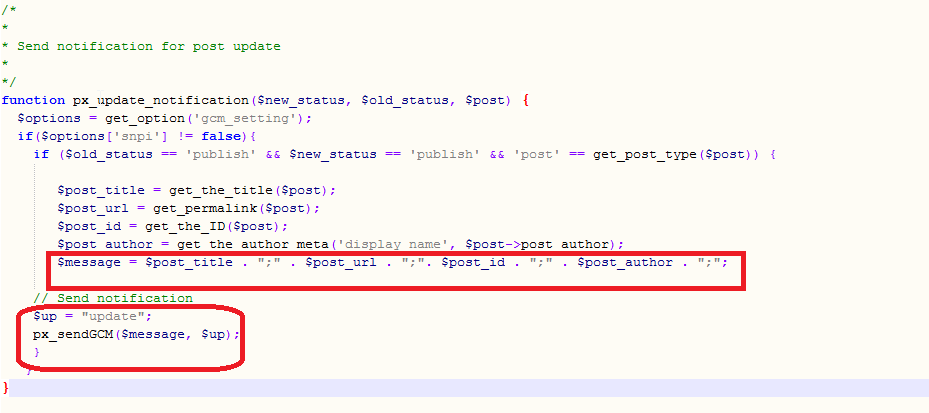 /*
*
* Send notification for post update
*
*/
function px_update_notification($new_status, $old_status, $post) {
$options = get_option('gcm_setting');
if($options['snpi'] != false){
if ($old_status == 'publish' && $new_status == 'publish' && 'post' == get_post_type($post)) {
$post_title = get_the_title($post);
$post_url = get_permalink($post);
$post_id = get_the_ID($post);
$post_author = get_the_author_meta('display_name', $post->post_author);
$message = $post_title . ";" . $post_url . ";". $post_id . ";" . $post_author . ";";
// Send notification
$up = "update";
px_sendGCM($message, $up);
}
}
}